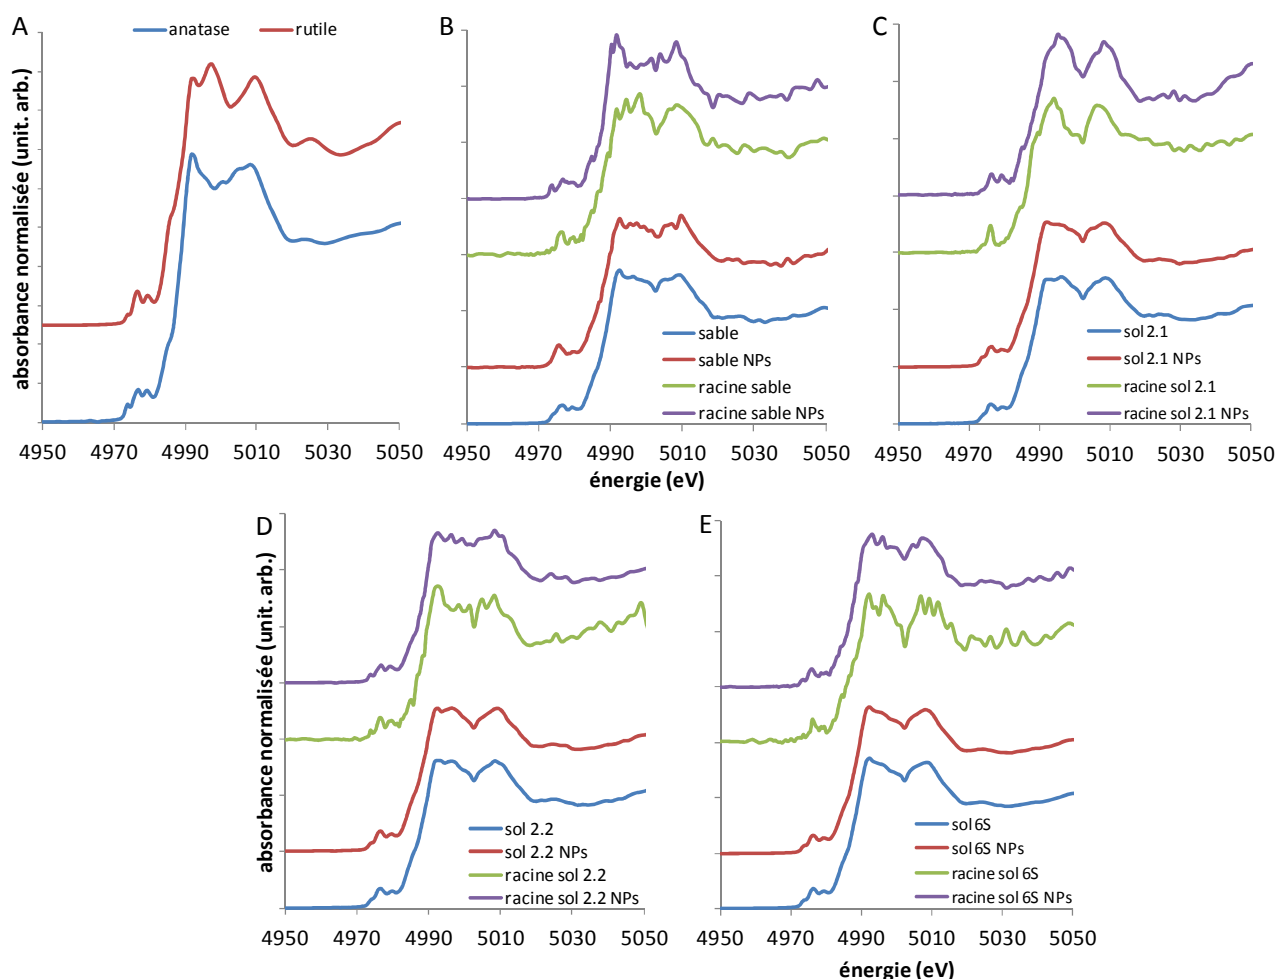 A
anatase
rutile
absorbance normalisée (unit. arb.)
4950 4970 4990 5010 5030 5050
B
sable
sable NPs
racine sable
racine sable NPs
4950 4970 4990 5010 5030 5050
énergie (eV)
C
sol 2.1
sol 2.1 NPs
racine sol 2.1
racine sol 2.1 NPs
4950 4970 4990 5010 5030 5050
D
absorbance normalisée (unit. arb.)
sol 2.2
sol 2.2 NPs
racine sol 2.2
racine sol 2.2 NPs
4950 4970 4990 5010 5030 5050
E
sol 6S
sol 6S NPs
racine sol 6S
racine sol 6S NPs
4950 4970 4990 5010 5030 5050
énergie (eV)